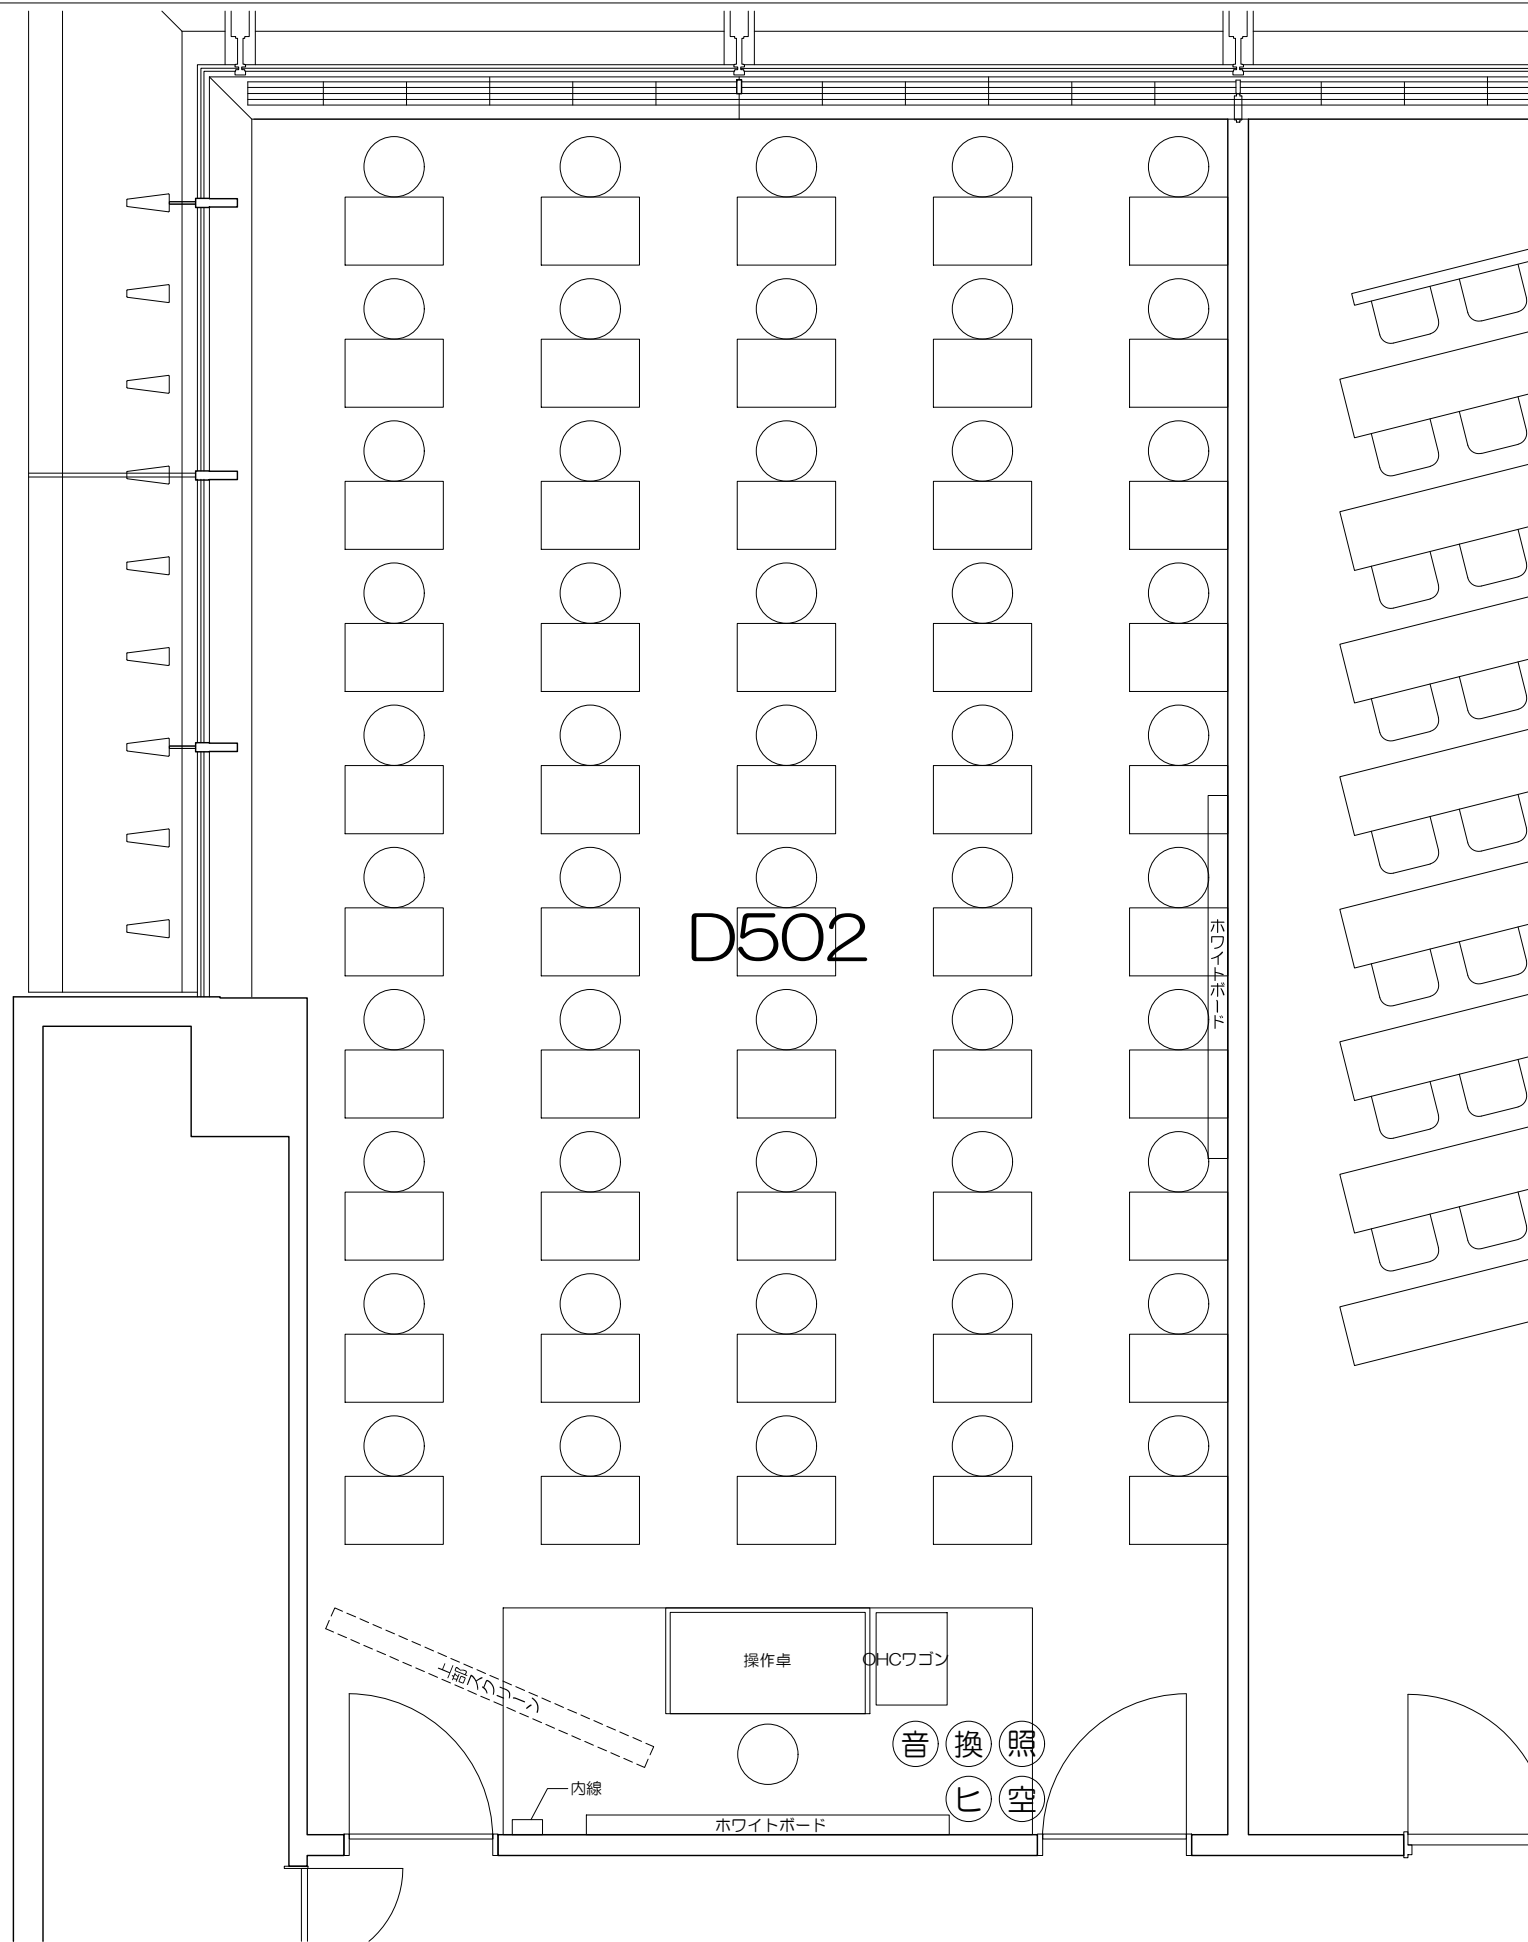 D502
ホワイトボード
操作卓
OHCワゴン
上部スクリーン
音 換 照
ヒ 空
内線
ホワイトボード